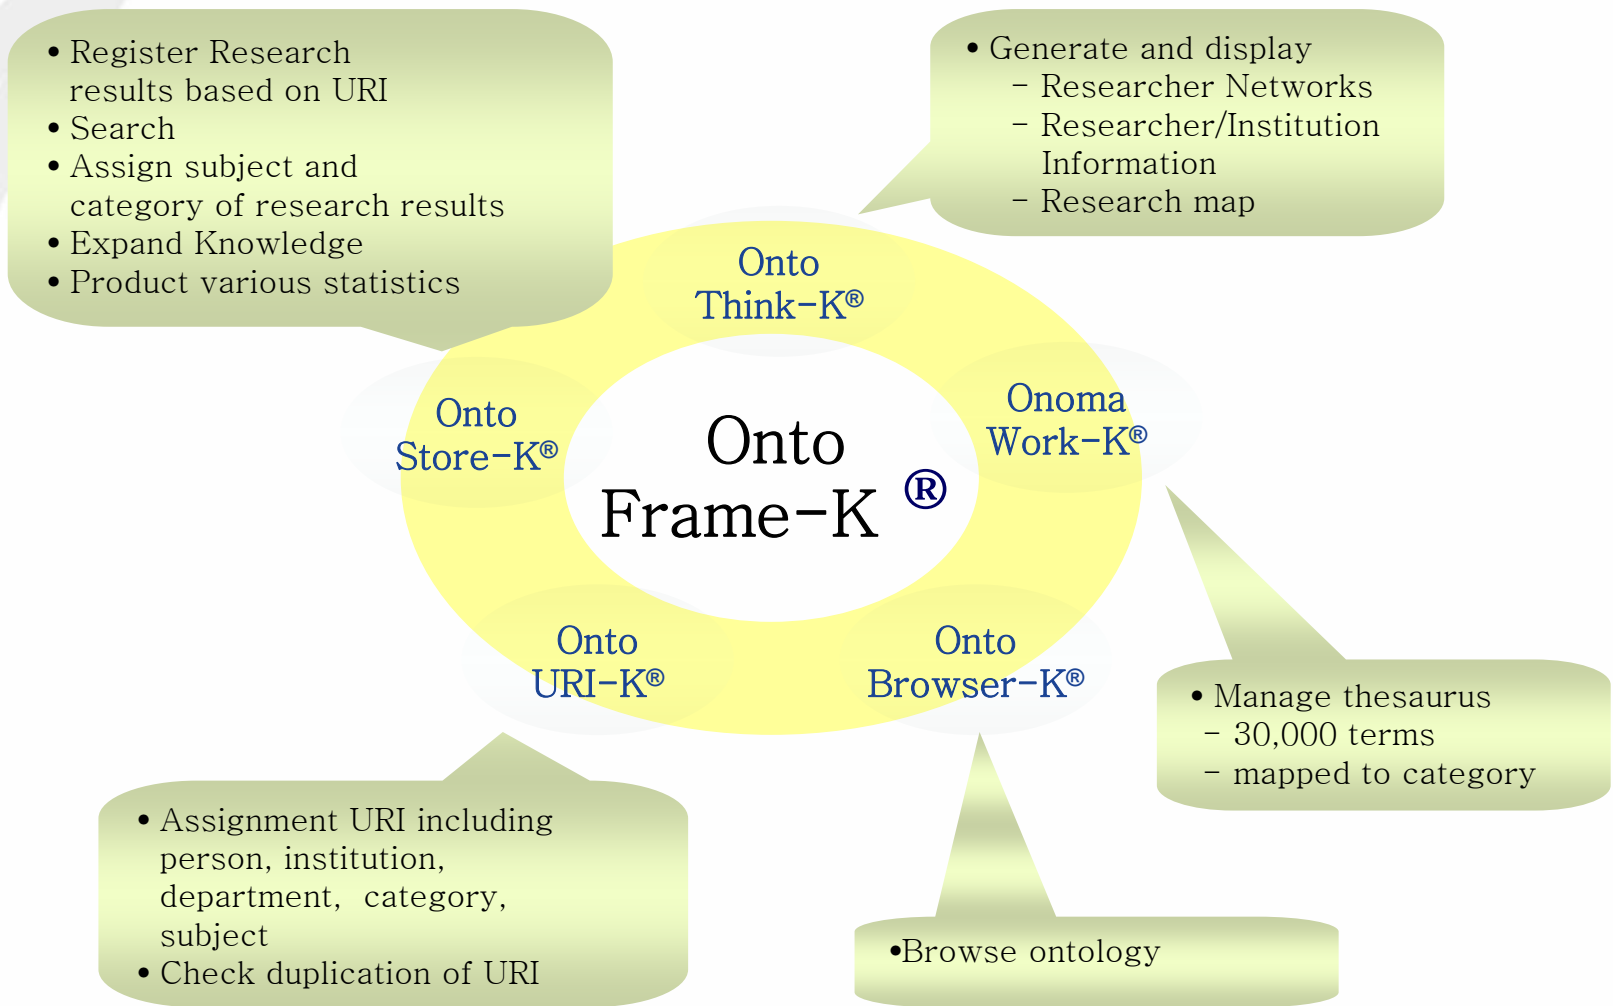 • Register Research
results based on URI
• Search
• Assign subject and
category of research results
• Expand Knowledge
• Product various statistics
• Generate and display
- Researcher Networks
- Researcher/Institution
Information
- Research map
Onto
Think-K®
Onto
Store-K®
Onto
Frame-K ®
Onoma
Work-K®
Onto
URI-K®
Onto
Browser-K®
• Manage thesaurus
- 30,000 terms
- mapped to category
• Assignment URI including
person, institution,
department, category,
subject
• Check duplication of URI
•Browse ontology